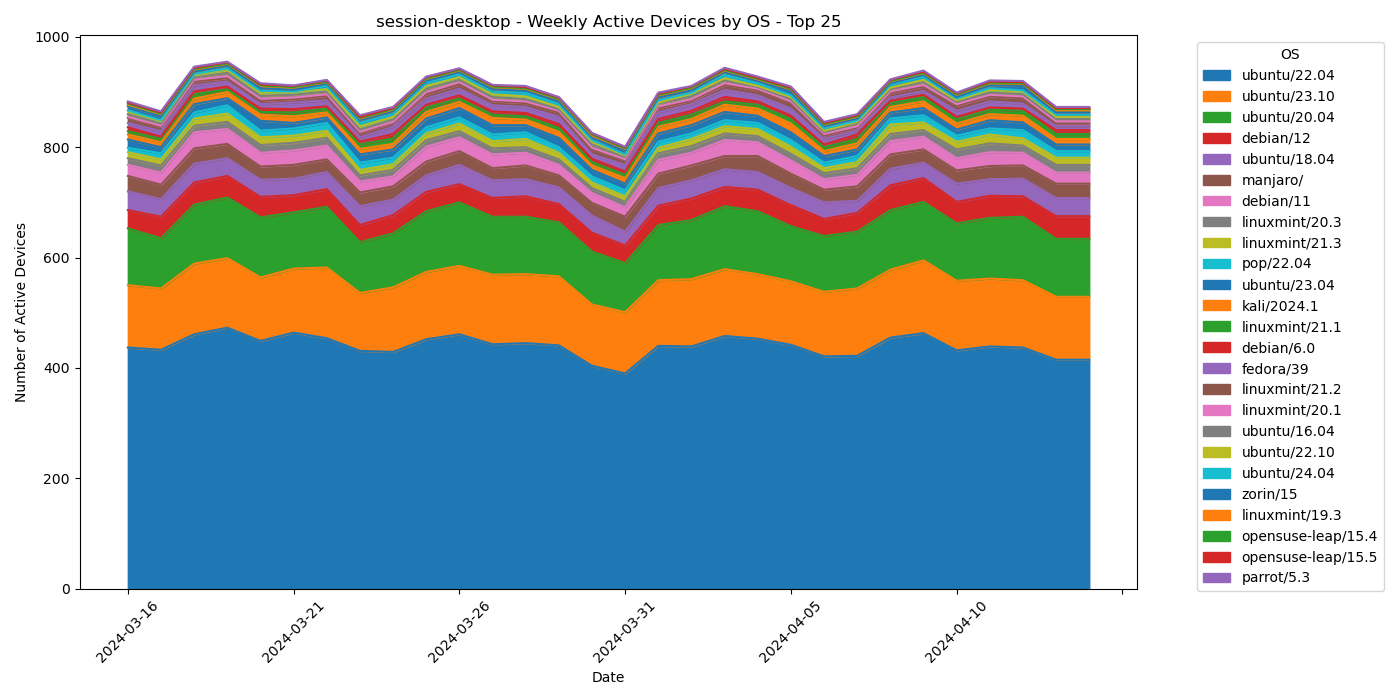 session-desktop - Weekly Active Devices by OS - Top 25
Number of Active Devices
1000
800
600
400
200
0
2024-03-16
2024-03-21
2024-03-26
2024-03-31
2024-04-05
2024-04-10
Date
OS
ubuntu/22.04
ubuntu/23.10
ubuntu/20.04
debian/12
ubuntu/18.04
manjaro/
debian/11
linuxmint/20.3
linuxmint/21.3
pop/22.04
ubuntu/23.04
kali/2024.1
linuxmint/21.1
debian/6.0
fedora/39
linuxmint/21.2
linuxmint/20.1
ubuntu/16.04
ubuntu/22.10
ubuntu/24.04
zorin/15
linuxmint/19.3
opensuse-leap/15.4
opensuse-leap/15.5
parrot/5.3